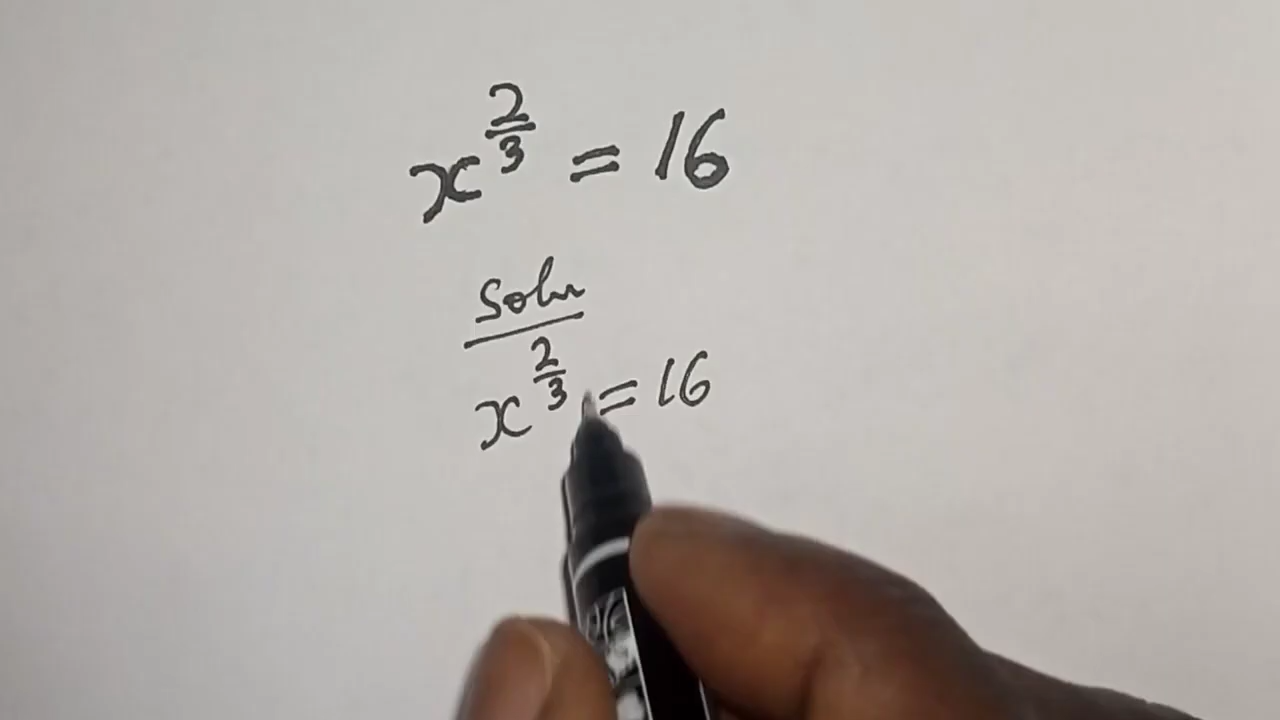 x^{2/3} = 16
Soln
x^{2/3} = 16